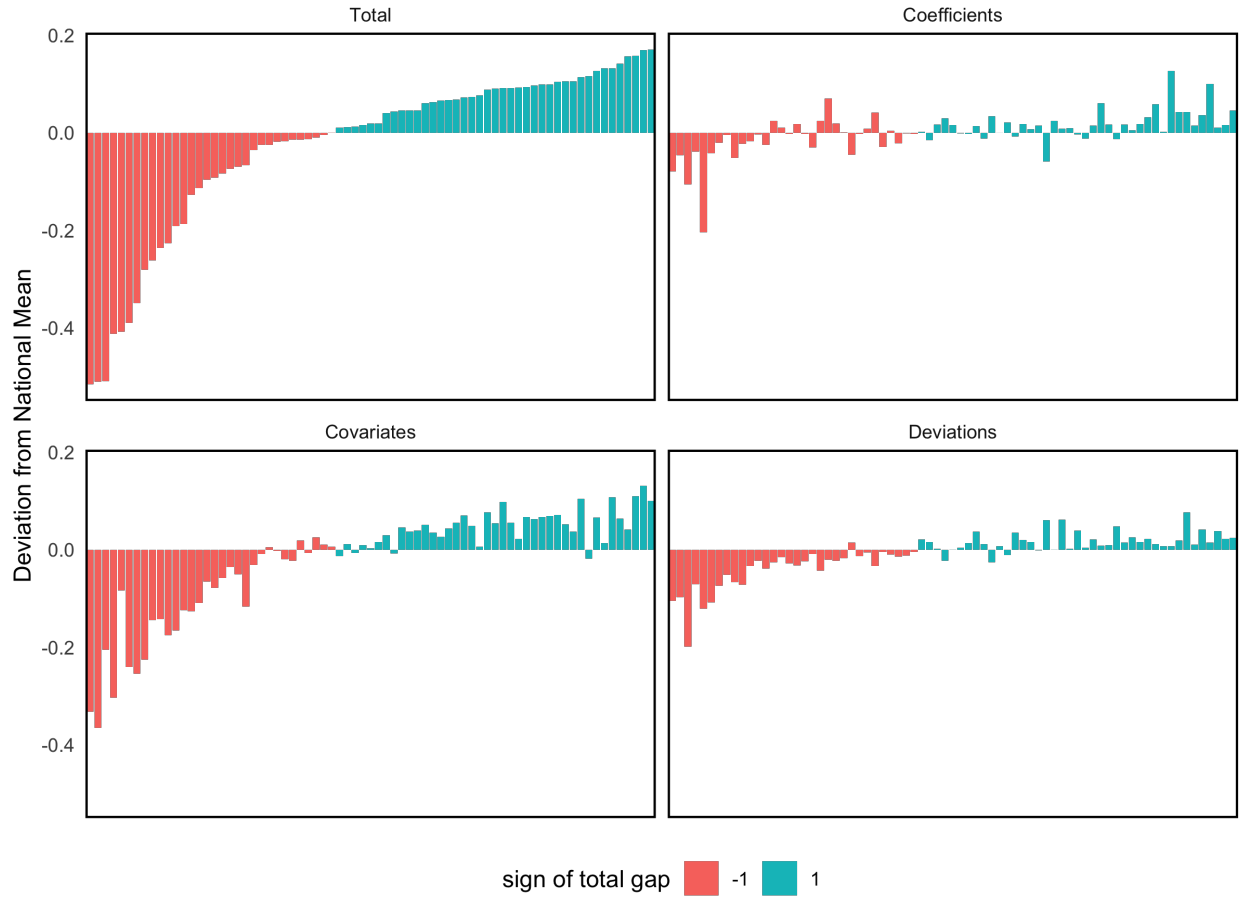 Total
Coefficients
0.2
0.0
-0.2
-0.4
Deviation from National Mean
Covariates
Deviations
0.2
0.0
-0.2
-0.4
sign of total gap
-1
1